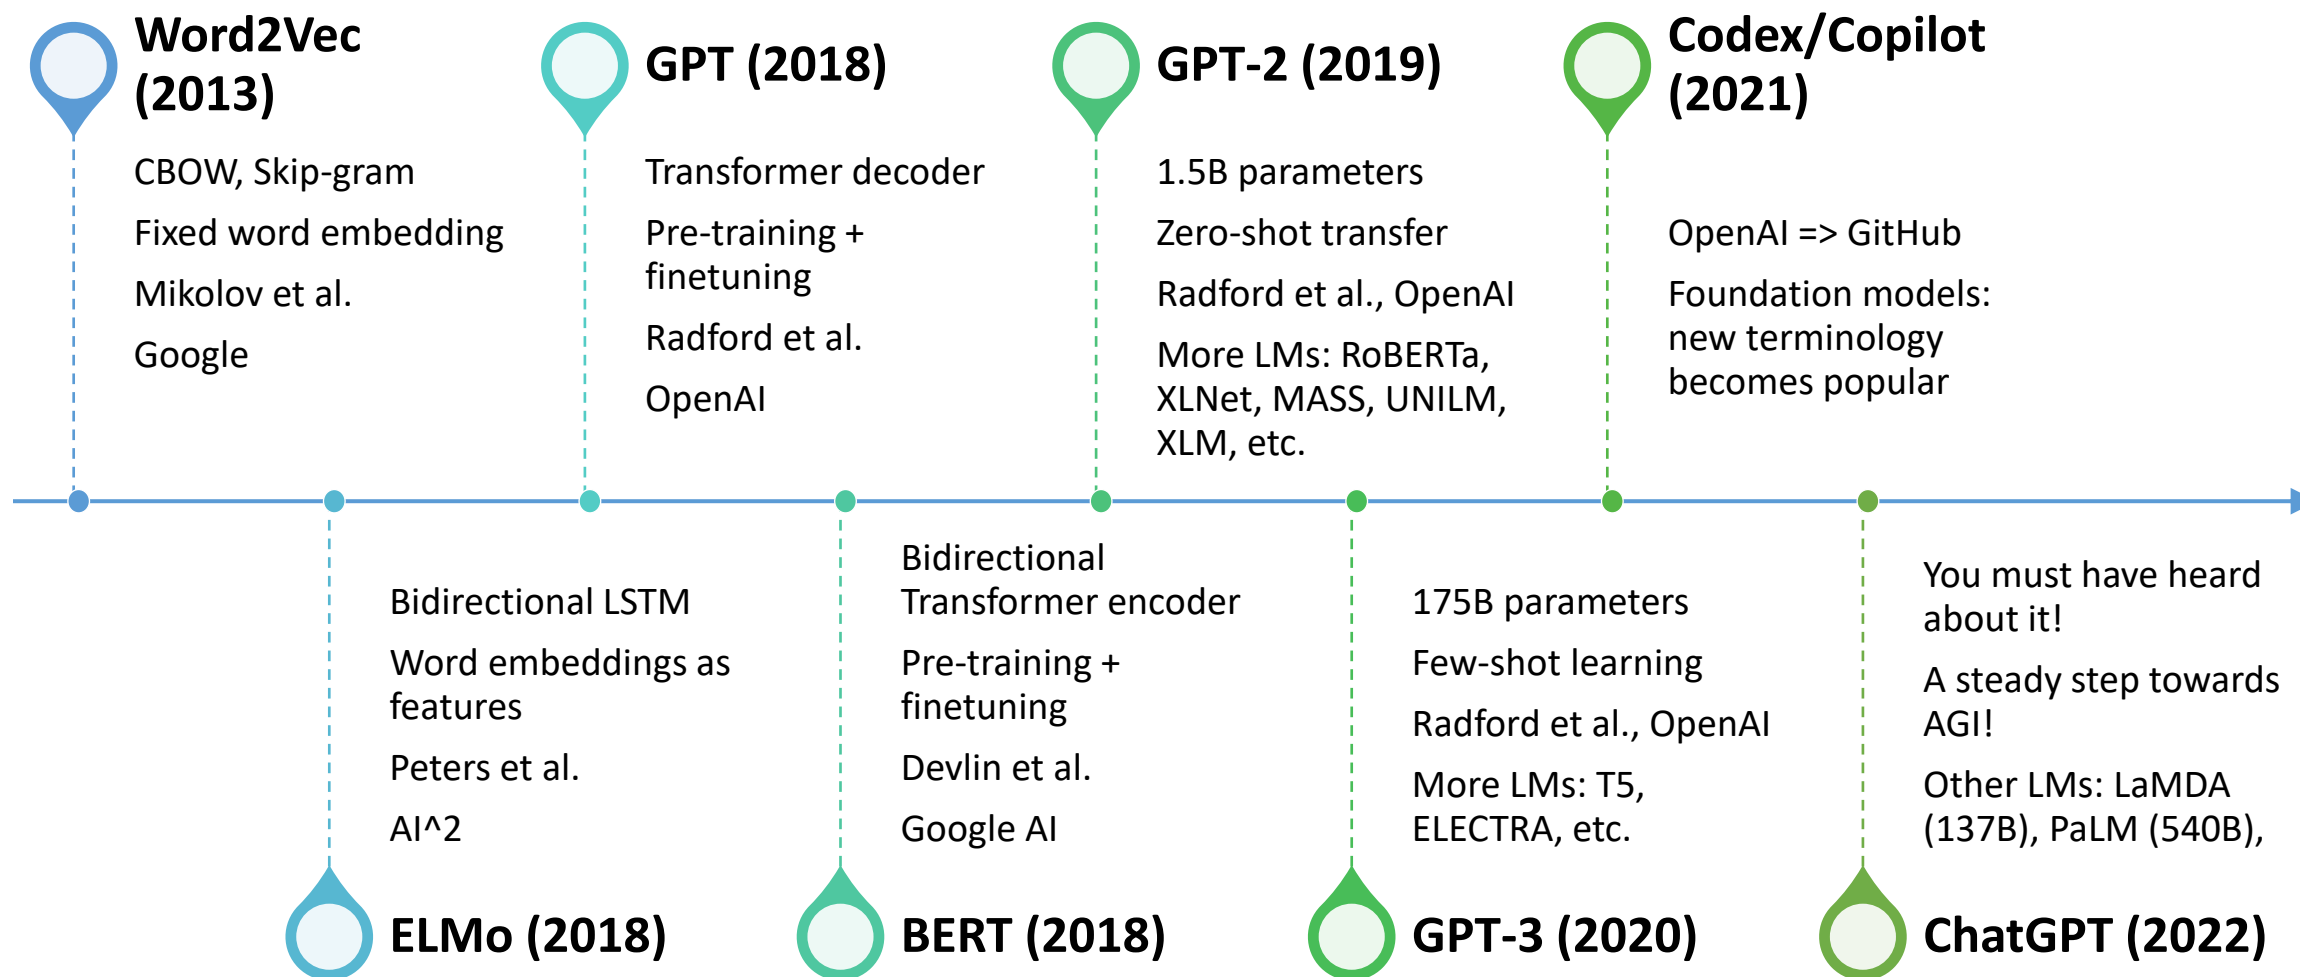 Word2Vec
(2013)
CBOW, Skip-gram
Fixed word embedding
Mikolov et al.
Google
GPT (2018)
Transformer decoder
Pre-training +
finetuning
Radford et al.
OpenAI
GPT-2 (2019)
1.5B parameters
Zero-shot transfer
Radford et al., OpenAI
More LMs: RoBERTa,
XLNet, MASS, UNILM,
XLM, etc.
Codex/Copilot
(2021)
OpenAI => GitHub
Foundation models:
new terminology
becomes popular
Bidirectional LSTM
Word embeddings as
features
Peters et al.
AI^2
ELMo (2018)
Bidirectional
Transformer encoder
Pre-training +
finetuning
Devlin et al.
Google AI
BERT (2018)
175B parameters
Few-shot learning
Radford et al., OpenAI
More LMs: T5,
ELECTRA, etc.
GPT-3 (2020)
You must have heard
about it!
A steady step towards
AGI!
Other LMs: LaMDA
(137B), PaLM (540B),
ChatGPT (2022)